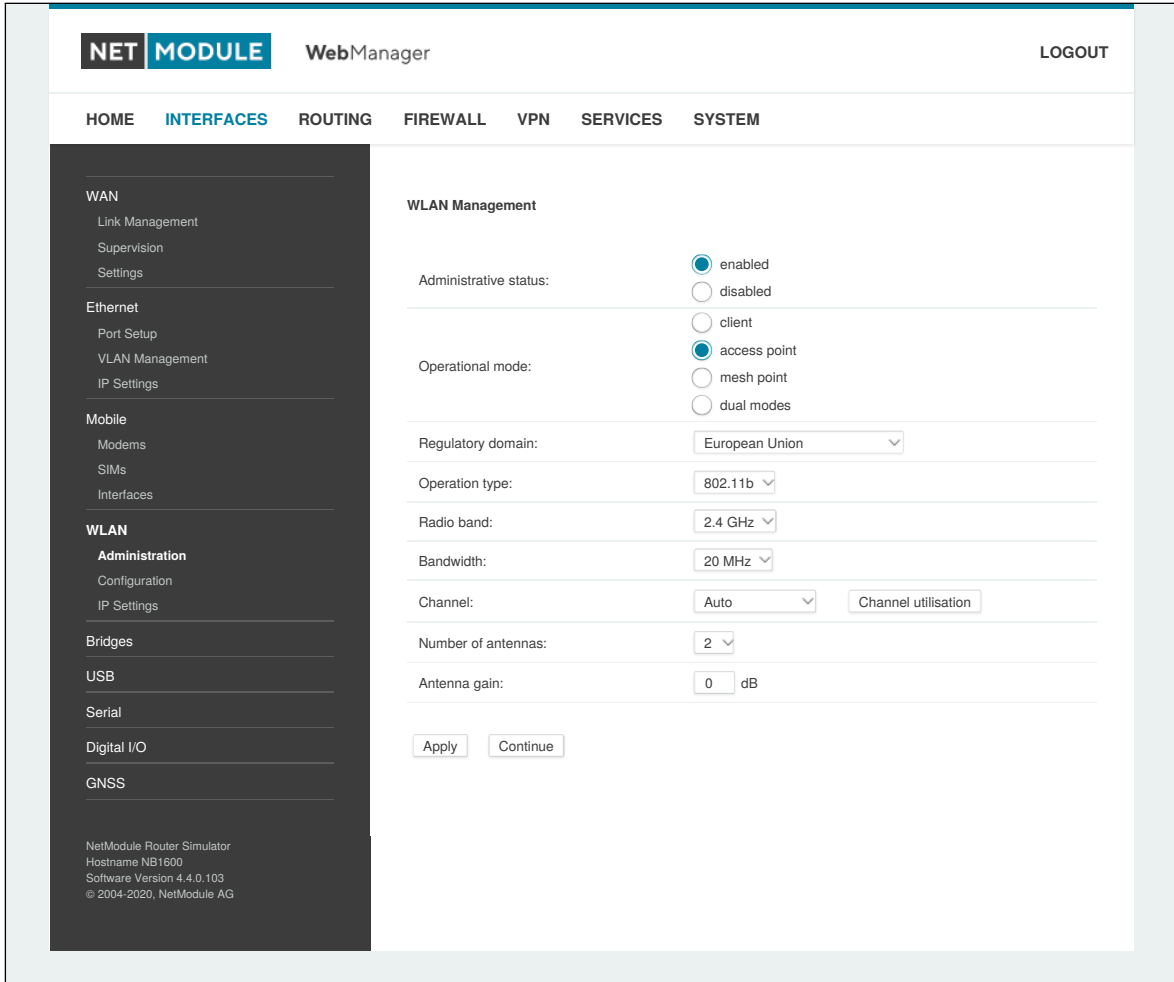 NET MODULE WebManager LOGOUT
HOME INTERFACES ROUTING FIREWALL VPN SERVICES SYSTEM
WAN
Link Management
Supervision
Settings
Ethernet
Port Setup
VLAN Management
IP Settings
Mobile
Modems
SIMs
Interfaces
WLAN
Administration
Configuration
IP Settings
Bridges
USB
Serial
Digital I/O
GNSS
NetModule Router Simulator
Hostname NB1600
Software Version 4.4.0.103
© 2004-2020, NetModule AG
WLAN Management
Administrative status:
enabled
disabled
Operational mode:
client
access point
mesh point
dual modes
Regulatory domain: European Union
Operation type: 802.11b
Radio band: 2.4 GHz
Bandwidth: 20 MHz
Channel: Auto Channel utilisation
Number of antennas: 2
Antenna gain: 0 dB
Apply Continue